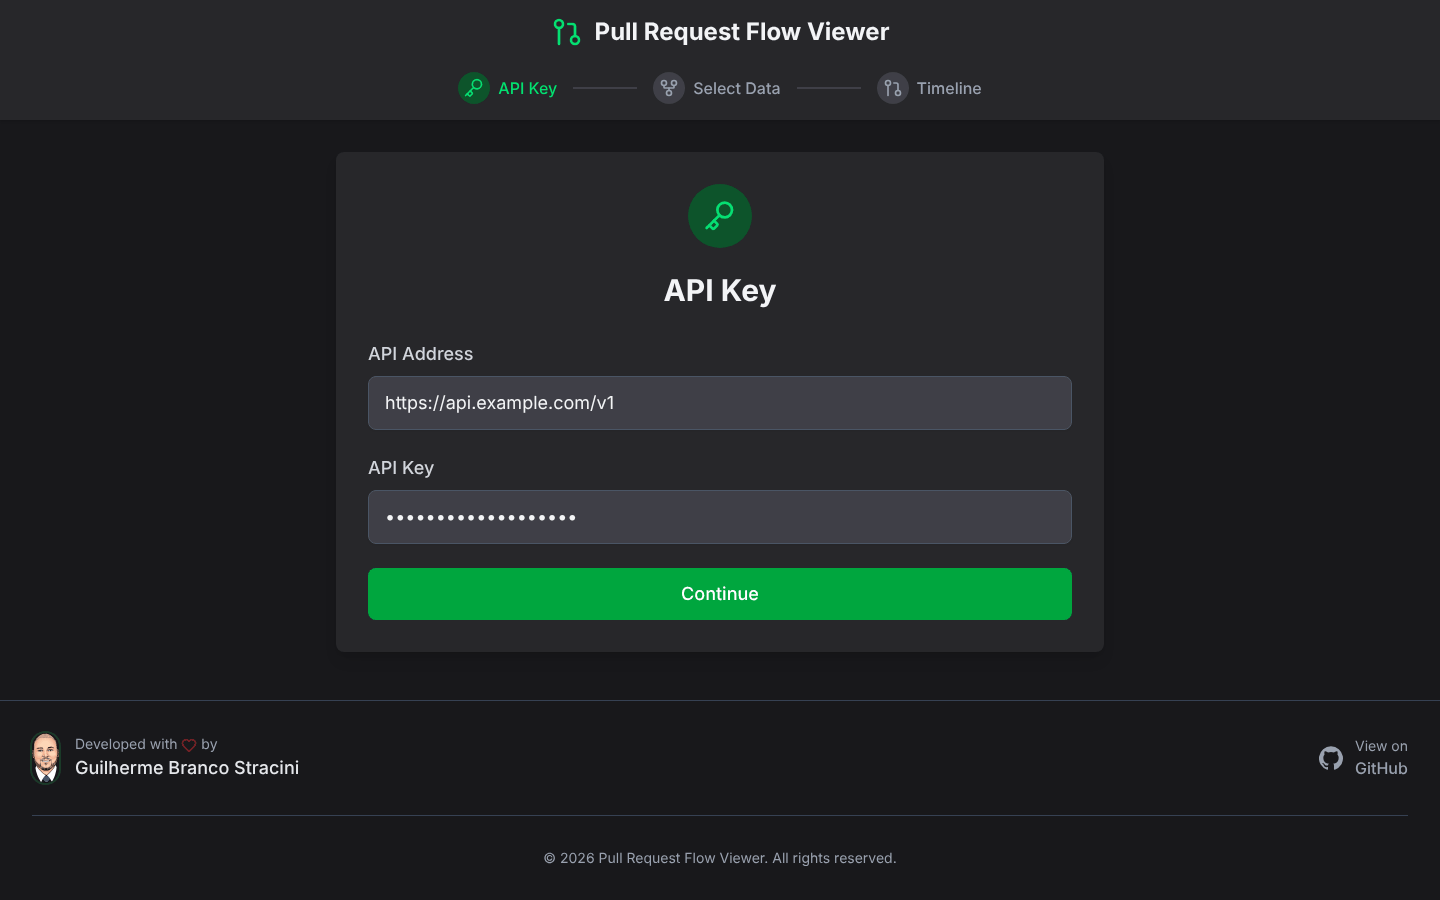 Pull Request Flow Viewer
API Key
Select Data
Timeline
API Key
API Address
https://api.example.com/v1
API Key
•••••••••••••••••••
Continue
Developed with by
Guilherme Branco Stracini
View on
GitHub
© 2026 Pull Request Flow Viewer. All rights reserved.